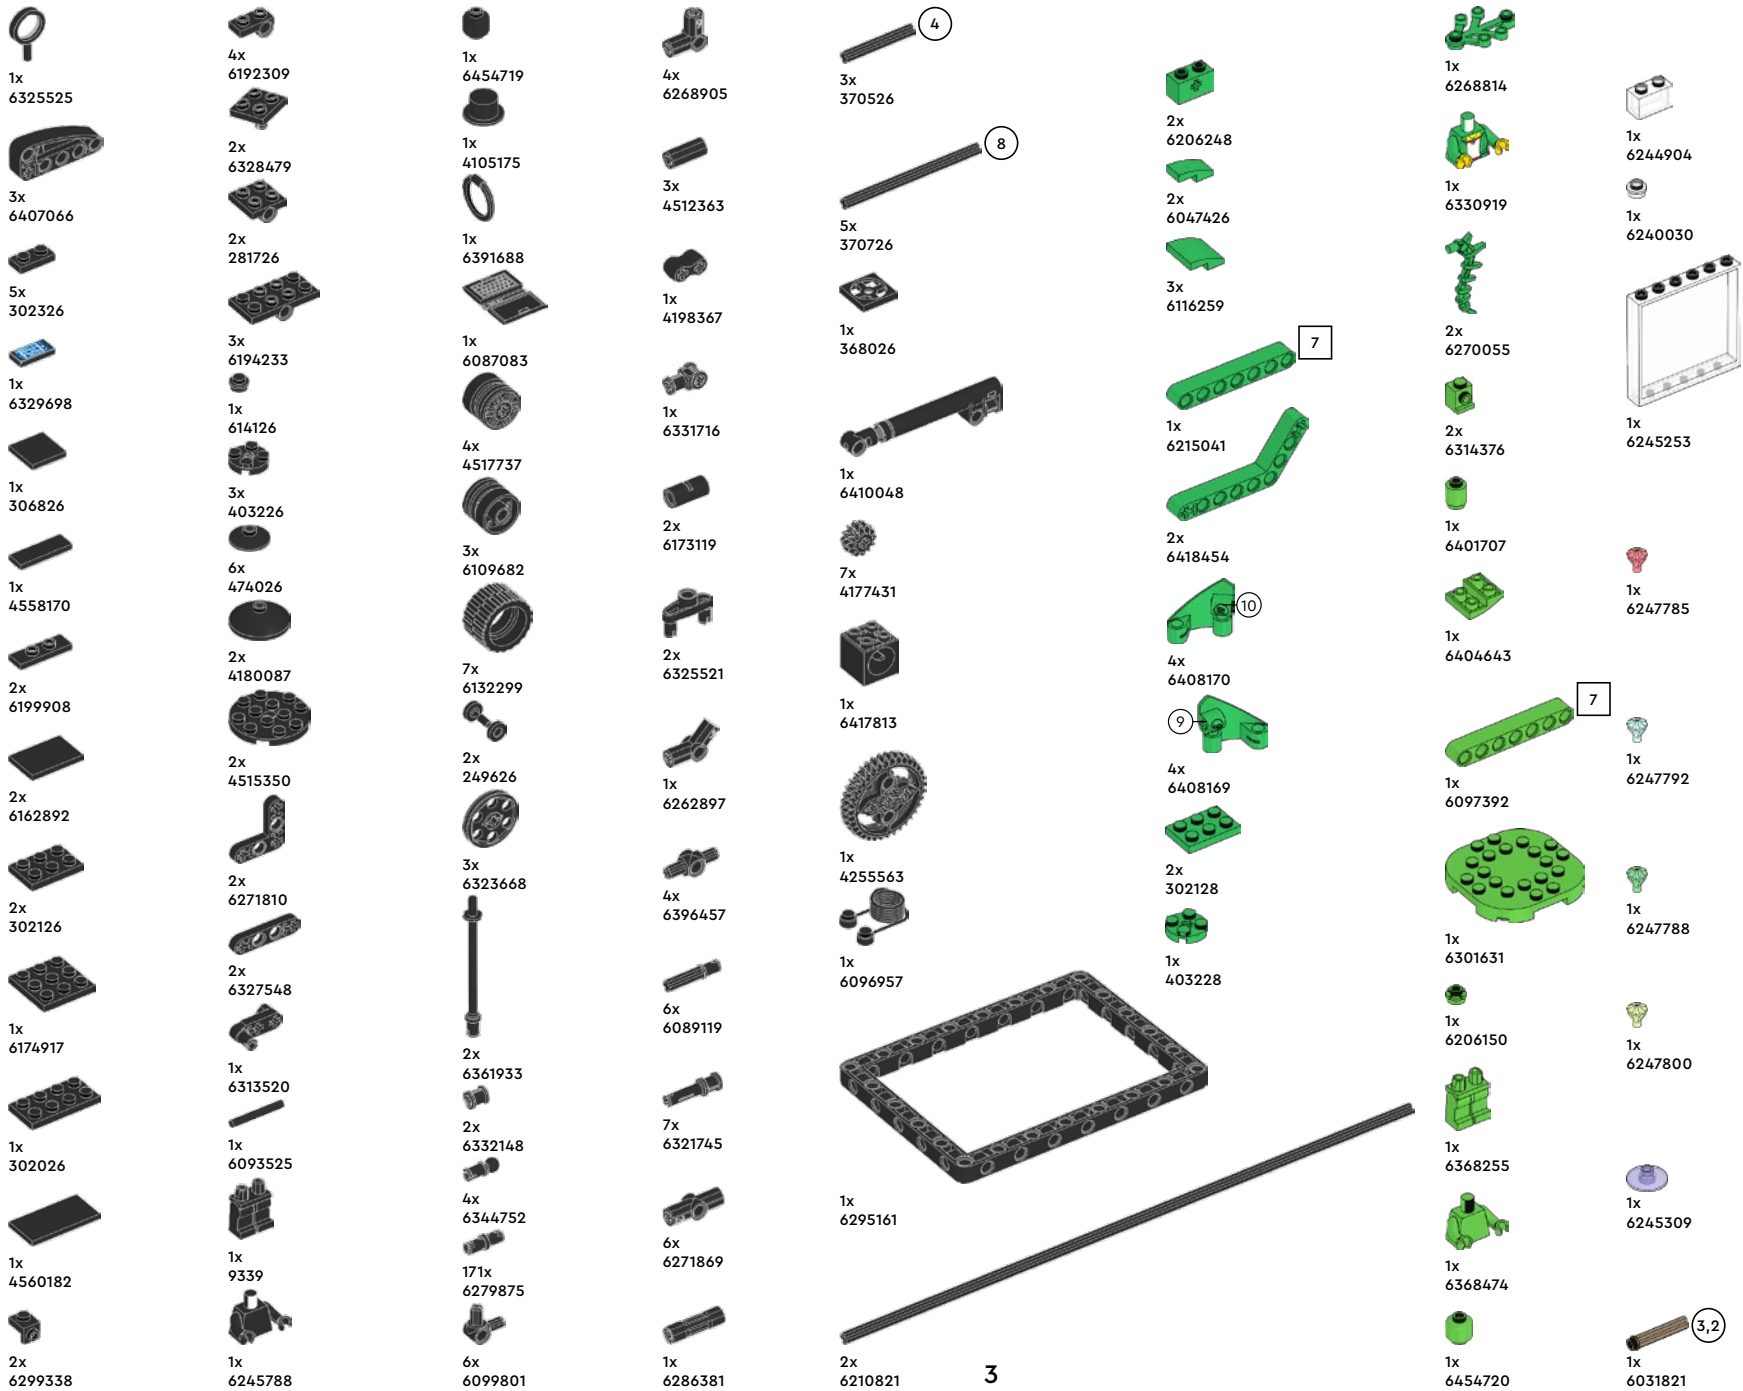 1x
6325525
3x
6407066
5x
302326
1x
6329698
1x
306826
1x
4558170
2x
6199908
2x
6162892
2x
302126
1x
6174917
1x
302026
1x
4560182
2x
6299338
4x
6192309
2x
6328479
2x
281726
3x
6194233
1x
614126
3x
403226
6x
474026
2x
4180087
2x
4515350
2x
6271810
2x
6327548
1x
6313520
1x
6093525
1x
9339
1x
6245788
1x
6454719
1x
4105175
1x
6391688
1x
6087083
4x
4517737
3x
6109682
7x
6132299
2x
249626
3x
6323668
2x
6361933
2x
6332148
4x
6344752
171x
6279875
6x
6099801
4x
6268905
3x
4512363
1x
4198367
1x
6331716
2x
6173119
2x
6325521
1x
6262897
4x
6396457
6x
6089119
7x
6321745
6x
6271869
1x
6286381
4
3x
370526
8
5x
370726
1x
368026
1x
6410048
7x
4177431
1x
6417813
1x
4255563
1x
6096957
1x
6295161
2x
6210821
2x
6206248
2x
6047426
3x
6116259
7
1x
6215041
2x
6418454
10
4x
6408170
9
4x
6408169
2x
302128
1x
403228
1x
6268814
1x
6330919
2x
6270055
2x
6314376
1x
6401707
1x
6404643
7
1x
6097392
1x
6301631
1x
6206150
1x
6368255
1x
6368474
1x
6454720
1x
6244904
1x
6240030
1x
6245253
1x
6247785
1x
6247792
1x
6247788
1x
6247800
1x
6245309
3,2
1x
6031821
3